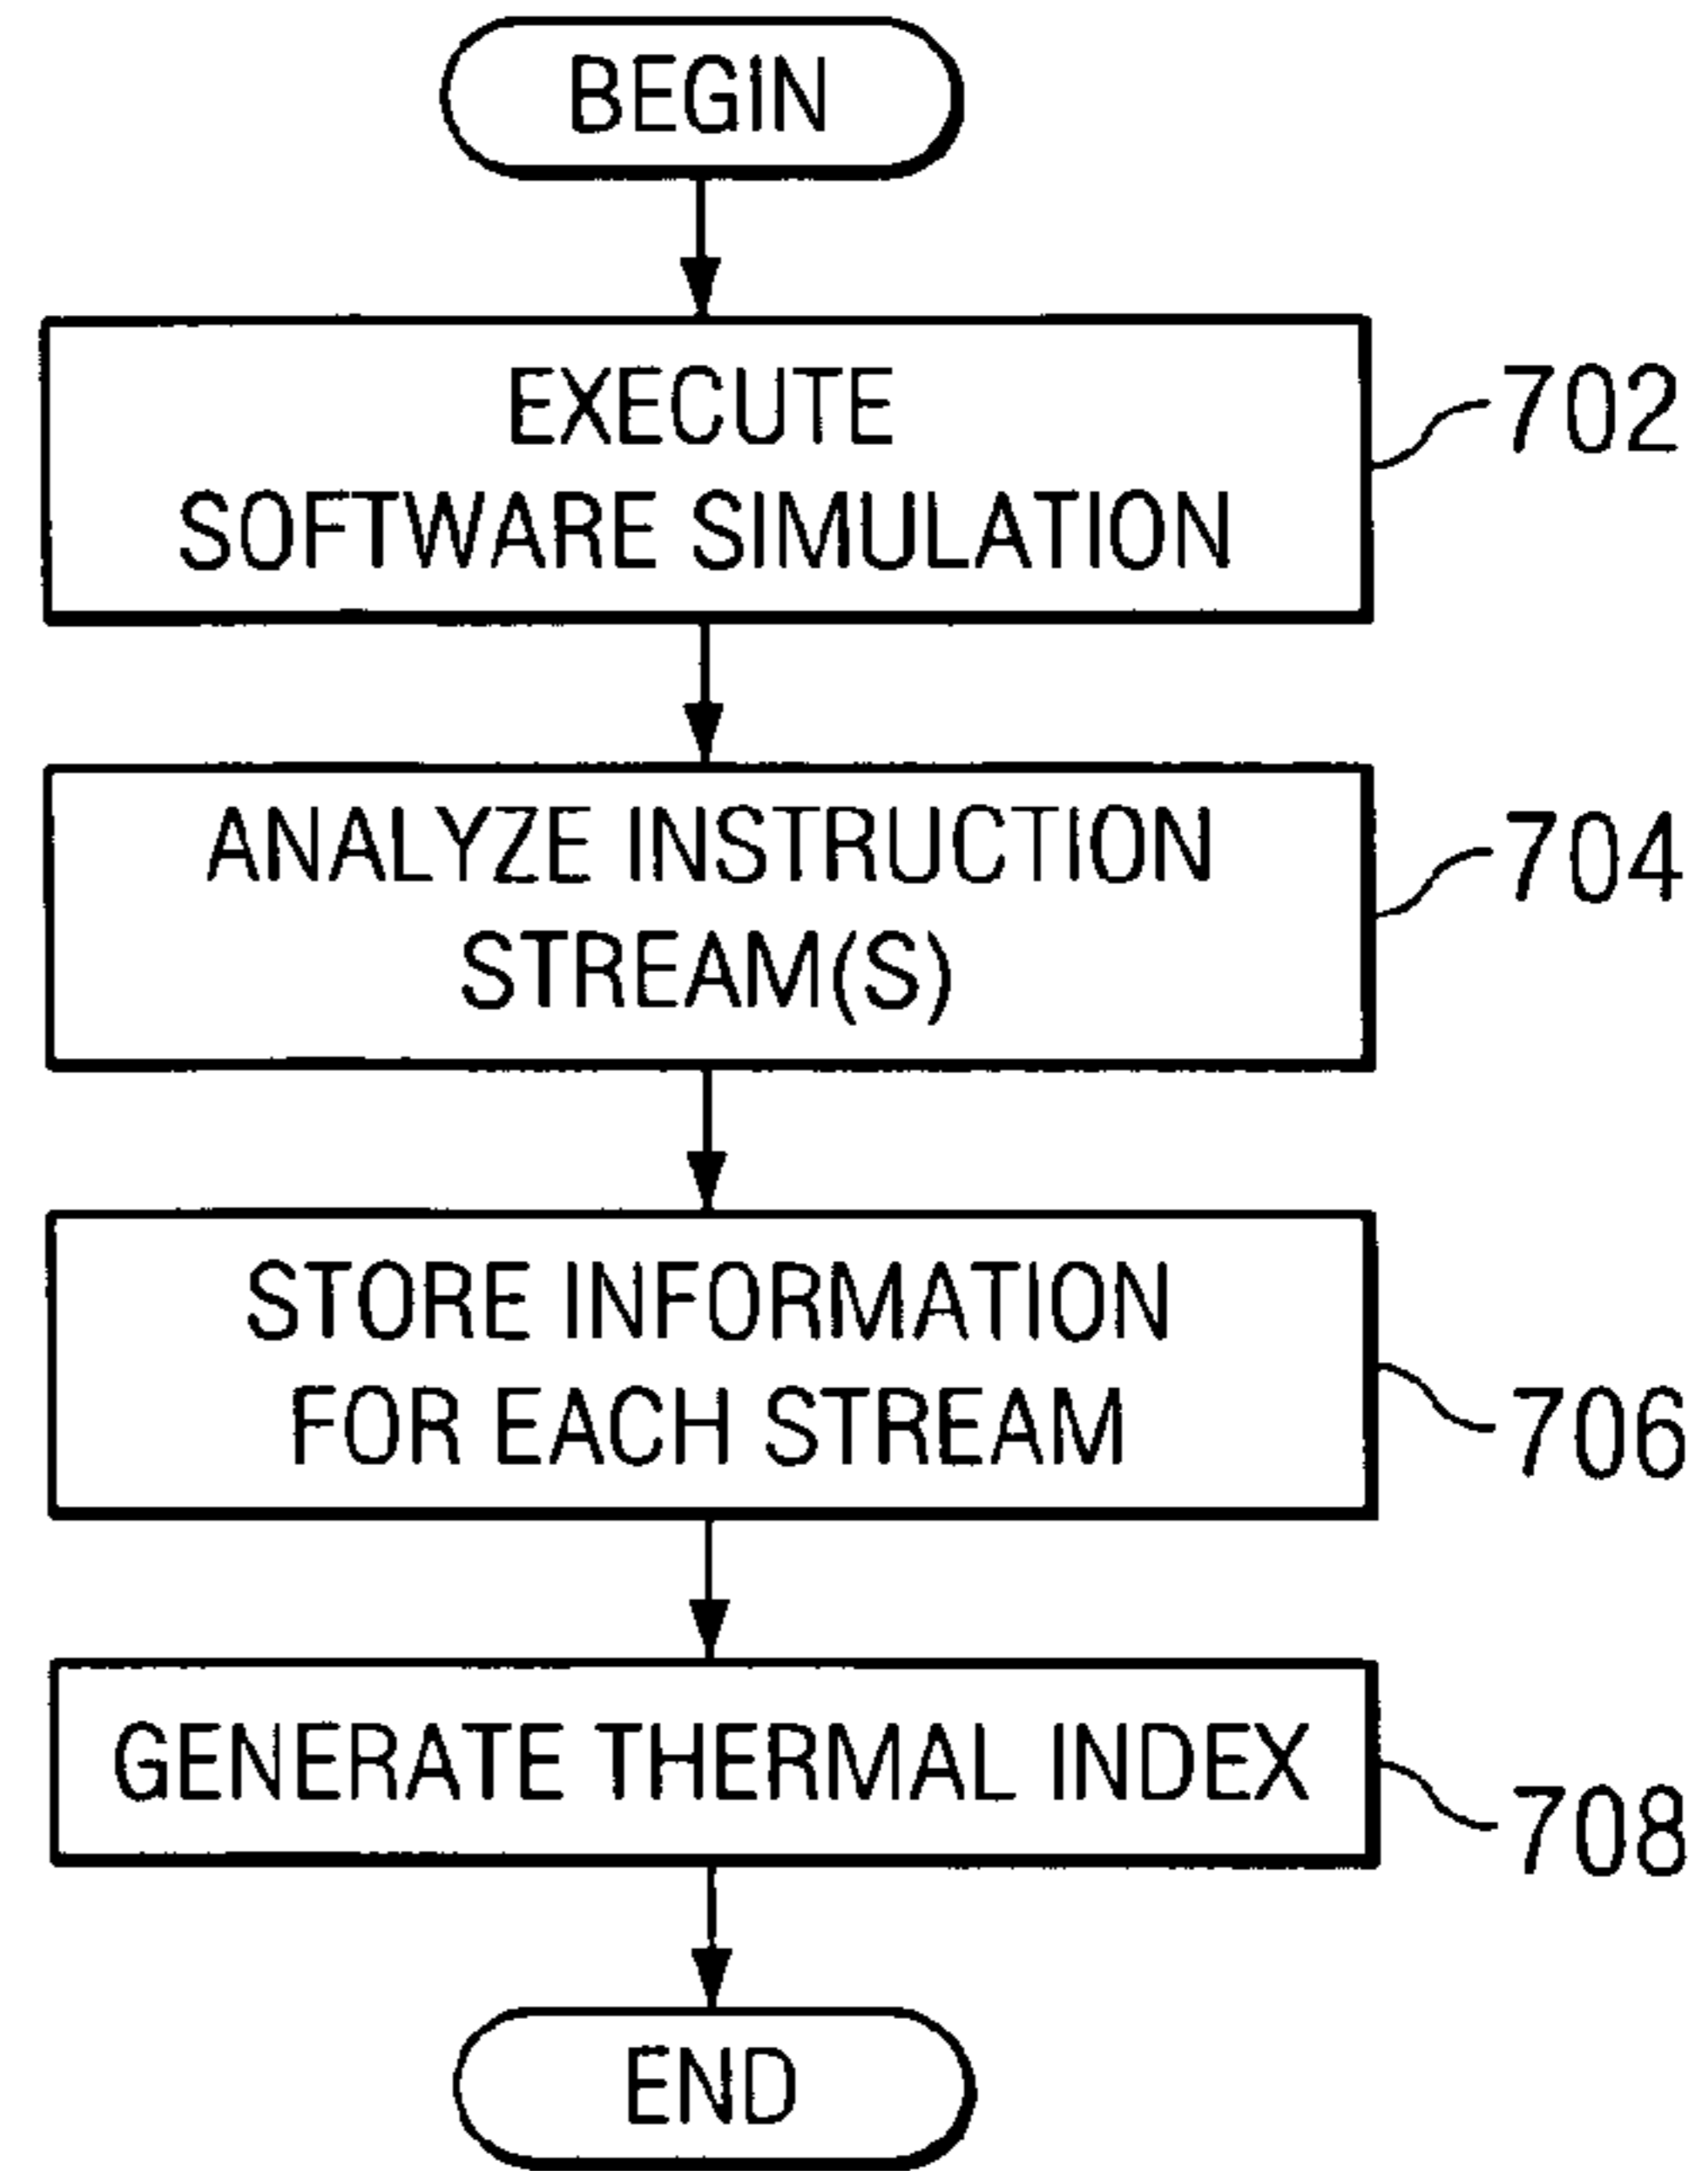 BEGIN
EXECUTE
SOFTWARE SIMULATION
702
ANALYZE INSTRUCTION
STREAM(S)
704
STORE INFORMATION
FOR EACH STREAM
706
GENERATE THERMAL INDEX
708
END